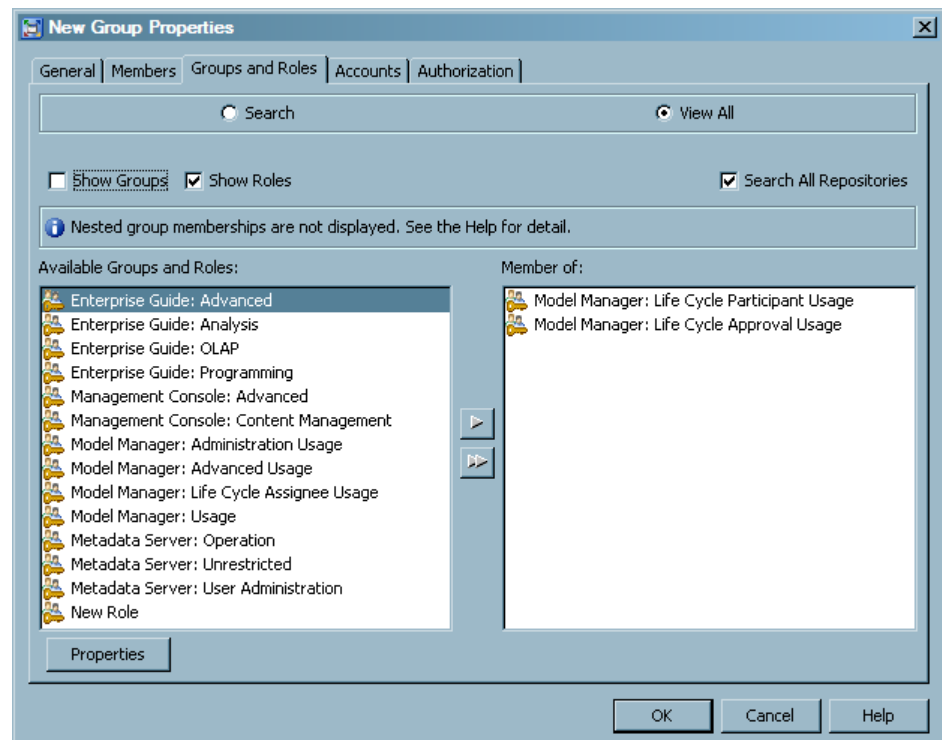 New Group Properties
General Members Groups and Roles Accounts Authorization
Search View All
Show Groups Show Roles Search All Repositories
Nested group memberships are not displayed. See the Help for detail.
Available Groups and Roles:
Enterprise Guide: Advanced
Enterprise Guide: Analysis
Enterprise Guide: OLAP
Enterprise Guide: Programming
Management Console: Advanced
Management Console: Content Management
Model Manager: Administration Usage
Model Manager: Advanced Usage
Model Manager: Life Cycle Assignee Usage
Model Manager: Usage
Metadata Server: Operation
Metadata Server: Unrestricted
Metadata Server: User Administration
New Role
Member of:
Model Manager: Life Cycle Participant Usage
Model Manager: Life Cycle Approval Usage
Properties
OK Cancel Help